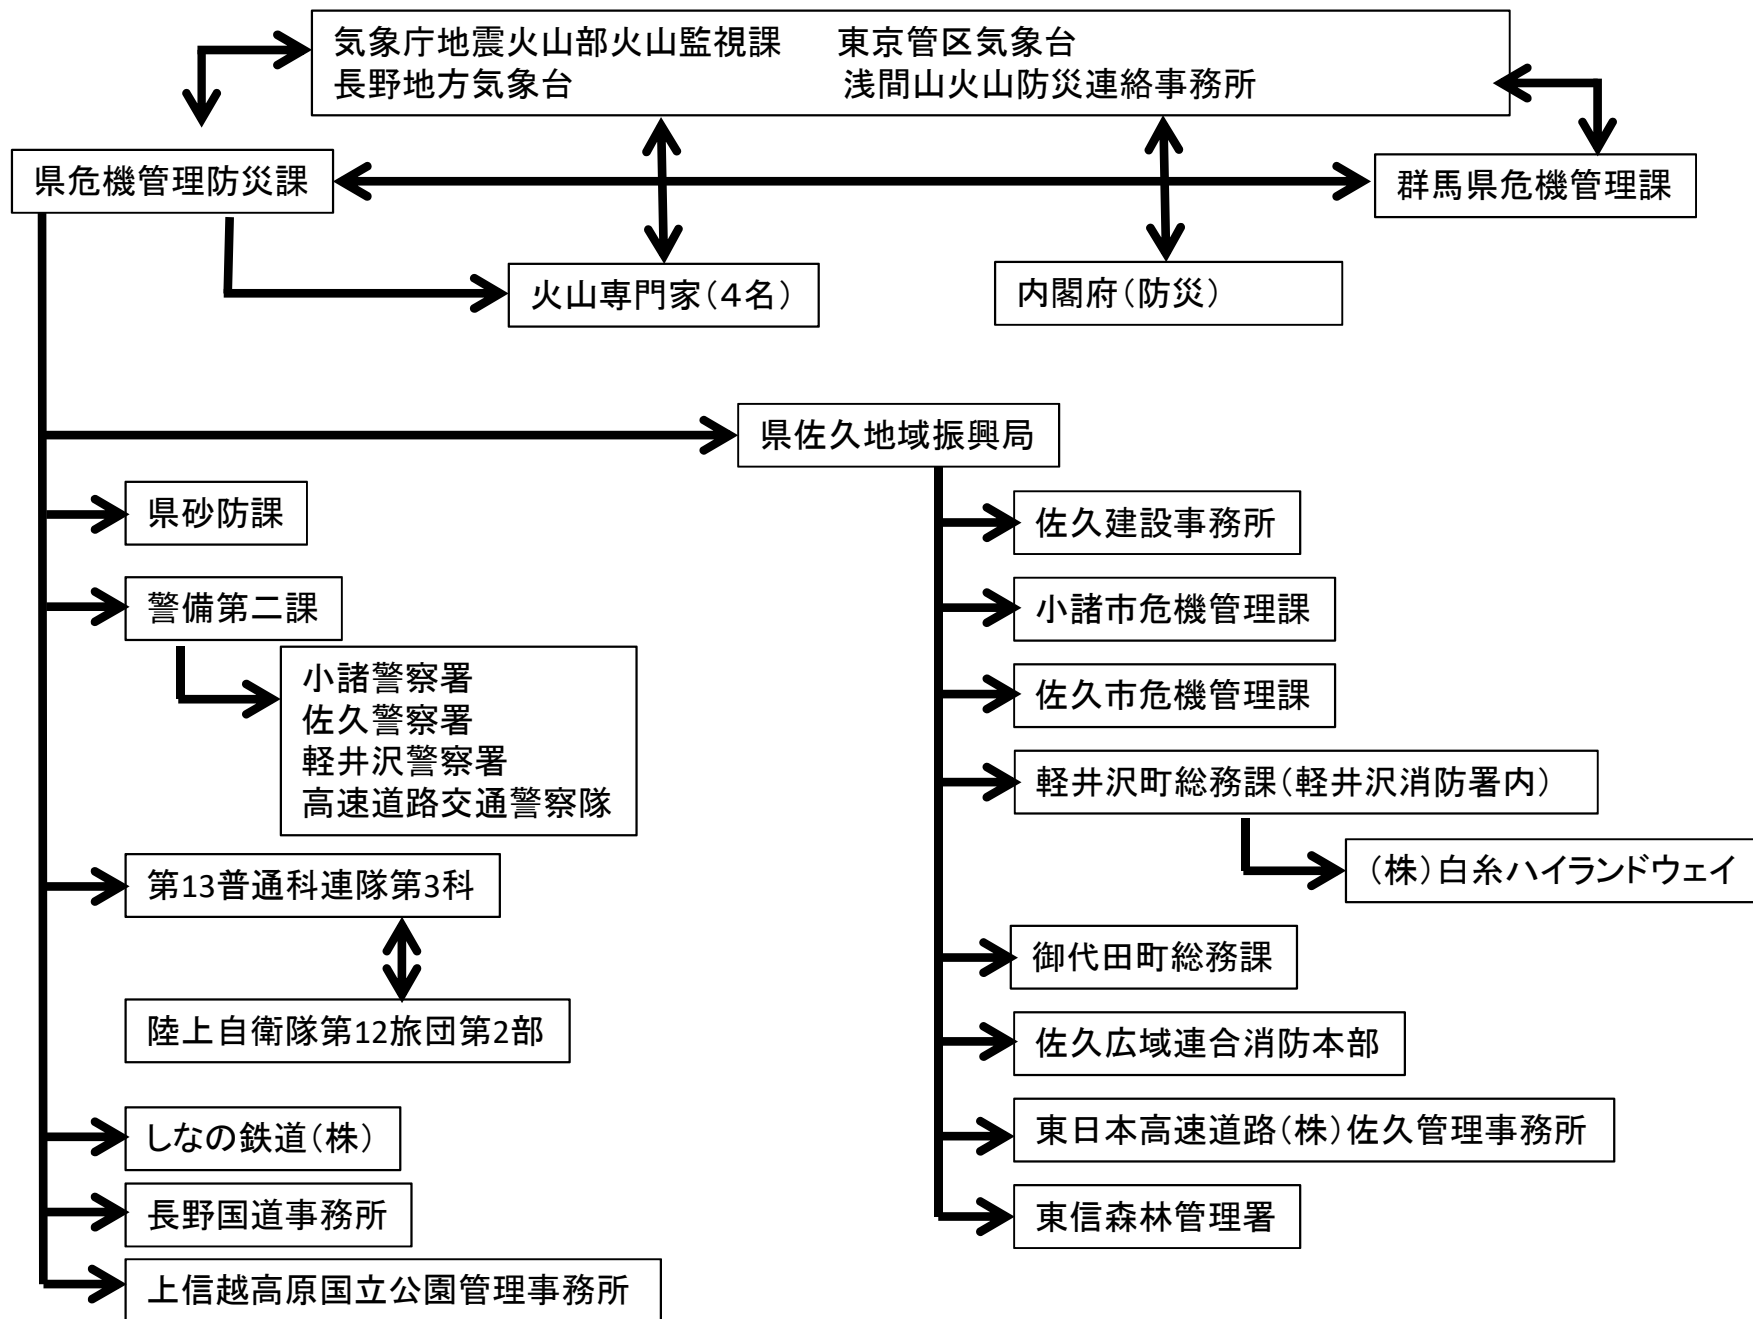 気象庁地震火山部火山監視課　　東京管区気象台
長野地方気象台　　　　　　　　浅間山火山防災連絡事務所
県危機管理防災課
群馬県危機管理課
火山専門家（４名）
内閣府（防災）
県佐久地域振興局
県砂防課
警備第二課
小諸警察署
佐久警察署
軽井沢警察署
高速道路交通警察隊
第13普通科連隊第3科
陸上自衛隊第12旅団第2部
しなの鉄道（株）
長野国道事務所
上信越高原国立公園管理事務所
佐久建設事務所
小諸市危機管理課
佐久市危機管理課
軽井沢町総務課（軽井沢消防署内）
（株）白糸ハイランドウェイ
御代田町総務課
佐久広域連合消防本部
東日本高速道路（株）佐久管理事務所
東信森林管理署